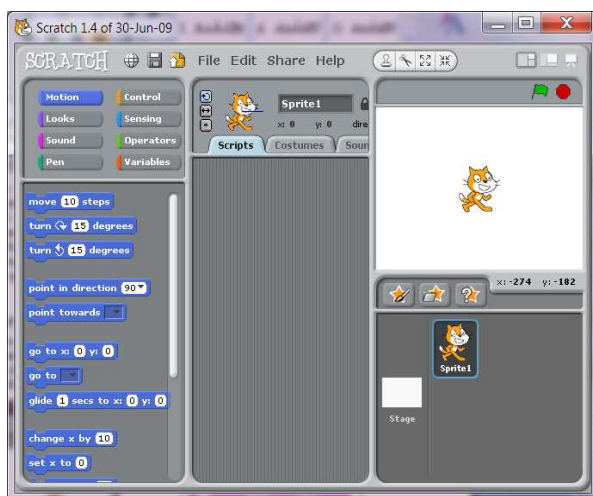 Scratch 1.4 of 30-Jun-09
SCRATCH File Edit Share Help
Motion Control
Looks Sensing
Sound Operators
Pen Variables
Sprite1
x: 0 y: 0 dire
Scripts Costumes Soun
move 10 steps
turn 15 degrees
turn 15 degrees
point in direction 90
point towards
go to x: 0 y: 0
go to
glide 1 secs to x: 0 y: 0
change x by 10
set x to 0
x: -274 y: -182
Sprite1
Stage